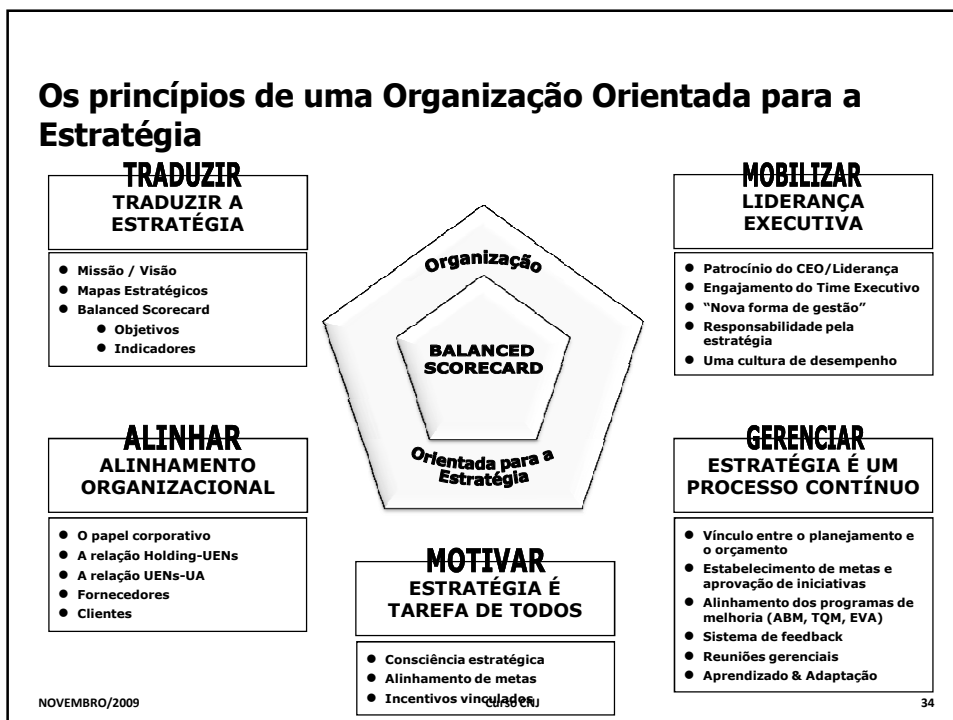 Os princípios de uma Organização Orientada para a
Estratégia
TRADUZIR
TRADUZIR A
ESTRATÉGIA
● Missão / Visão
● Mapas Estratégicos
● Balanced Scorecard
● Objetivos
● Indicadores
MOBILIZAR
LIDERANÇA
EXECUTIVA
● Patrocínio do CEO/Liderança
● Engajamento do Time Executivo
● “Nova forma de gestão”
● Responsabilidade pela
estratégia
● Uma cultura de desempenho
Organização
BALANCED
SCORECARD
Orientada para a
Estratégia
ALINHAR
ALINHAMENTO
ORGANIZACIONAL
● O papel corporativo
● A relação Holding-UENs
● A relação UENs-UA
● Fornecedores
● Clientes
MOTIVAR
ESTRATÉGIA É
TAREFA DE TODOS
● Consciência estratégica
● Alinhamento de metas
● Incentivos vinculados
GERENCIAR
ESTRATÉGIA É UM
PROCESSO CONTÍNUO
● Vínculo entre o planejamento e
o orçamento
● Estabelecimento de metas e
aprovação de iniciativas
● Alinhamento dos programas de
melhoria (ABM, TQM, EVA)
● Sistema de feedback
● Reuniões gerenciais
● Aprendizado & Adaptação
NOVEMBRO/2009
Curso CNJ
34